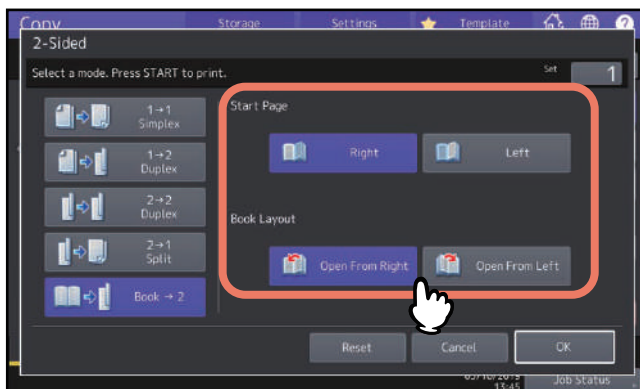 Copy
Storage
Settings
Template
2-Sided
Select a mode. Press START to print.
Set
1
1→1
Simplex
1→2
Duplex
2→2
Duplex
2→1
Split
Book → 2
Start Page
Right
Left
Book Layout
Open From Right
Open From Left
Reset
Cancel
OK
13:45
Job Status